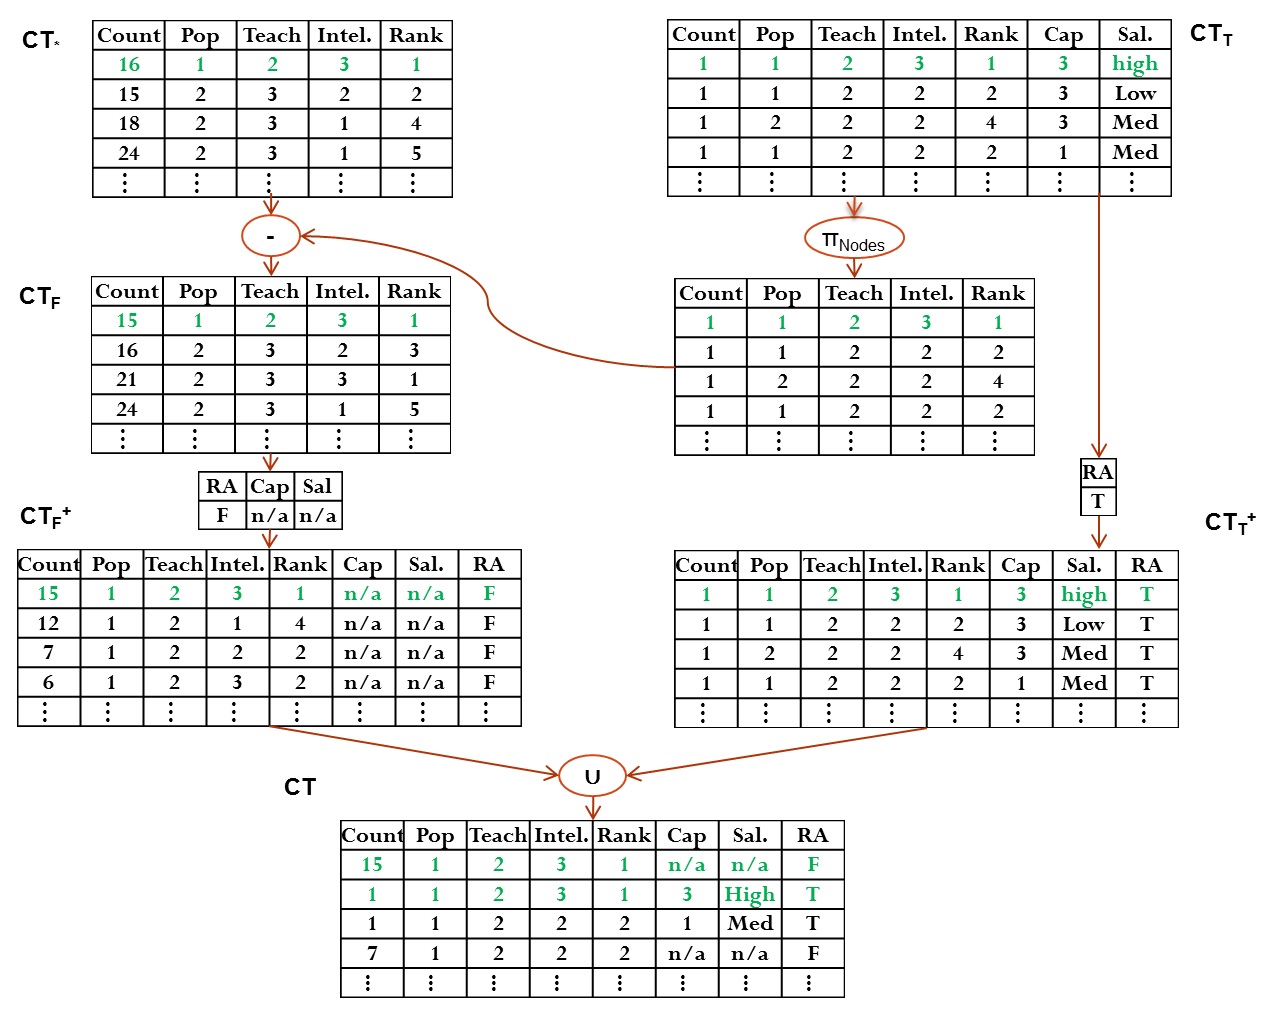 CT*
Count Pop Teach Intel. Rank
16 1 2 3 1
15 2 3 2 2
18 2 3 1 4
24 2 3 1 5
⋮ ⋮ ⋮ ⋮ ⋮
CTT
Count Pop Teach Intel. Rank Cap Sal.
1 1 2 3 1 3 high
1 1 2 2 2 3 Low
1 2 2 2 4 3 Med
1 1 2 2 2 1 Med
⋮ ⋮ ⋮ ⋮ ⋮ ⋮ ⋮
-
πNodes
CTF
Count Pop Teach Intel. Rank
15 1 2 3 1
16 2 3 2 3
21 2 3 3 1
24 2 3 1 5
⋮ ⋮ ⋮ ⋮ ⋮
Count Pop Teach Intel. Rank
1 1 2 3 1
1 1 2 2 2
1 2 2 2 4
1 1 2 2 2
⋮ ⋮ ⋮ ⋮ ⋮
RA Cap Sal
F n/a n/a
RA
T
CTF+
Count Pop Teach Intel. Rank Cap Sal. RA
15 1 2 3 1 n/a n/a F
12 1 2 1 4 n/a n/a F
7 1 2 2 2 n/a n/a F
6 1 2 3 2 n/a n/a F
⋮ ⋮ ⋮ ⋮ ⋮ ⋮ ⋮ ⋮
CTT+
Count Pop Teach Intel. Rank Cap Sal. RA
1 1 2 3 1 3 high T
1 1 2 2 2 3 Low T
1 2 2 2 4 3 Med T
1 1 2 2 2 1 Med T
⋮ ⋮ ⋮ ⋮ ⋮ ⋮ ⋮ ⋮
U
CT
Count Pop Teach Intel. Rank Cap Sal. RA
15 1 2 3 1 n/a n/a F
1 1 2 3 1 3 High T
1 1 2 2 2 1 Med T
7 1 2 2 2 n/a n/a F
⋮ ⋮ ⋮ ⋮ ⋮ ⋮ ⋮ ⋮